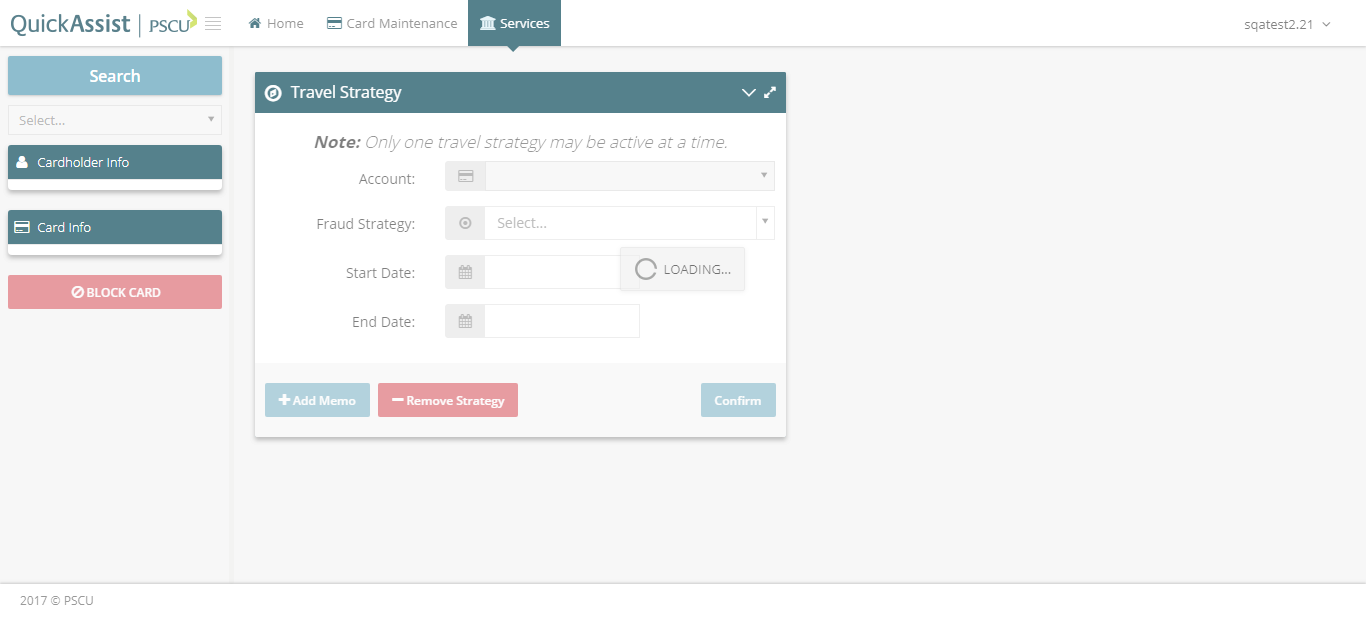 QuickAssist | PSCU
Home
Card Maintenance
Services
sqatest2.21
Search
Select...
Cardholder Info
Card Info
BLOCK CARD
Travel Strategy
Note: Only one travel strategy may be active at a time.
Account:
Fraud Strategy:
Select...
Start Date:
LOADING...
End Date:
Add Memo
Remove Strategy
Confirm
2017 © PSCU